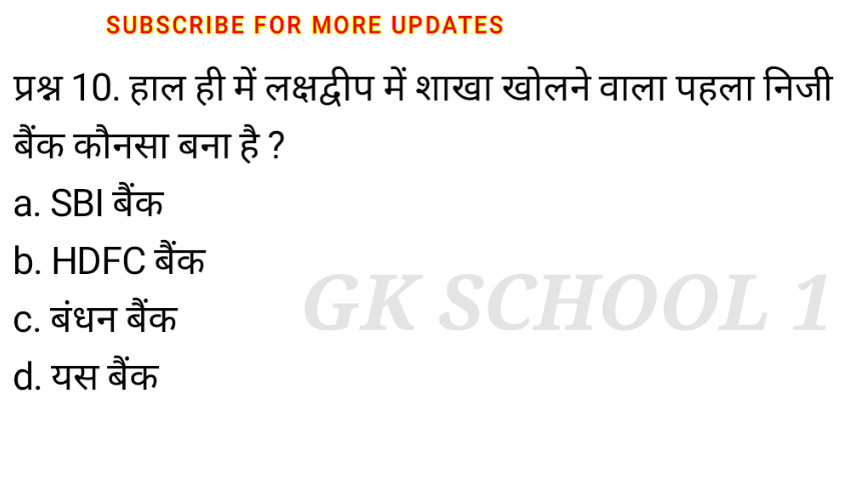 SUBSCRIBE FOR MORE UPDATES
प्रश्न 10. हाल ही में लक्षद्वीप में शाखा खोलने वाला पहला निजी
बैंक कौनसा बना है ?
a. SBI बैंक
b. HDFC बैंक
c. बंधन बैंक
d. यस बैंक
GK SCHOOL 1